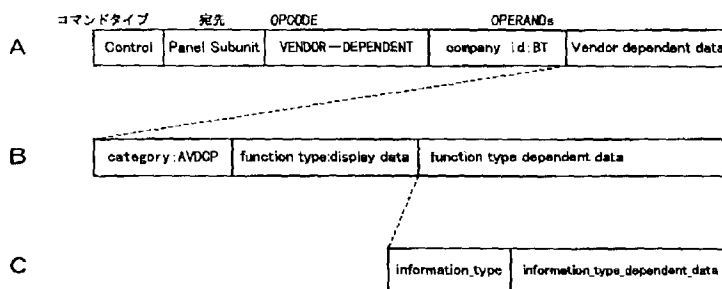 コマンドタイプ 宛先 OPCODE OPERANDs
A Control Panel Subunit VENDOR－DEPENDENT company id:BT Vendor dependent data
B category:AVDCP function type:display data function type dependent data
C information_type information_type_dependent_data